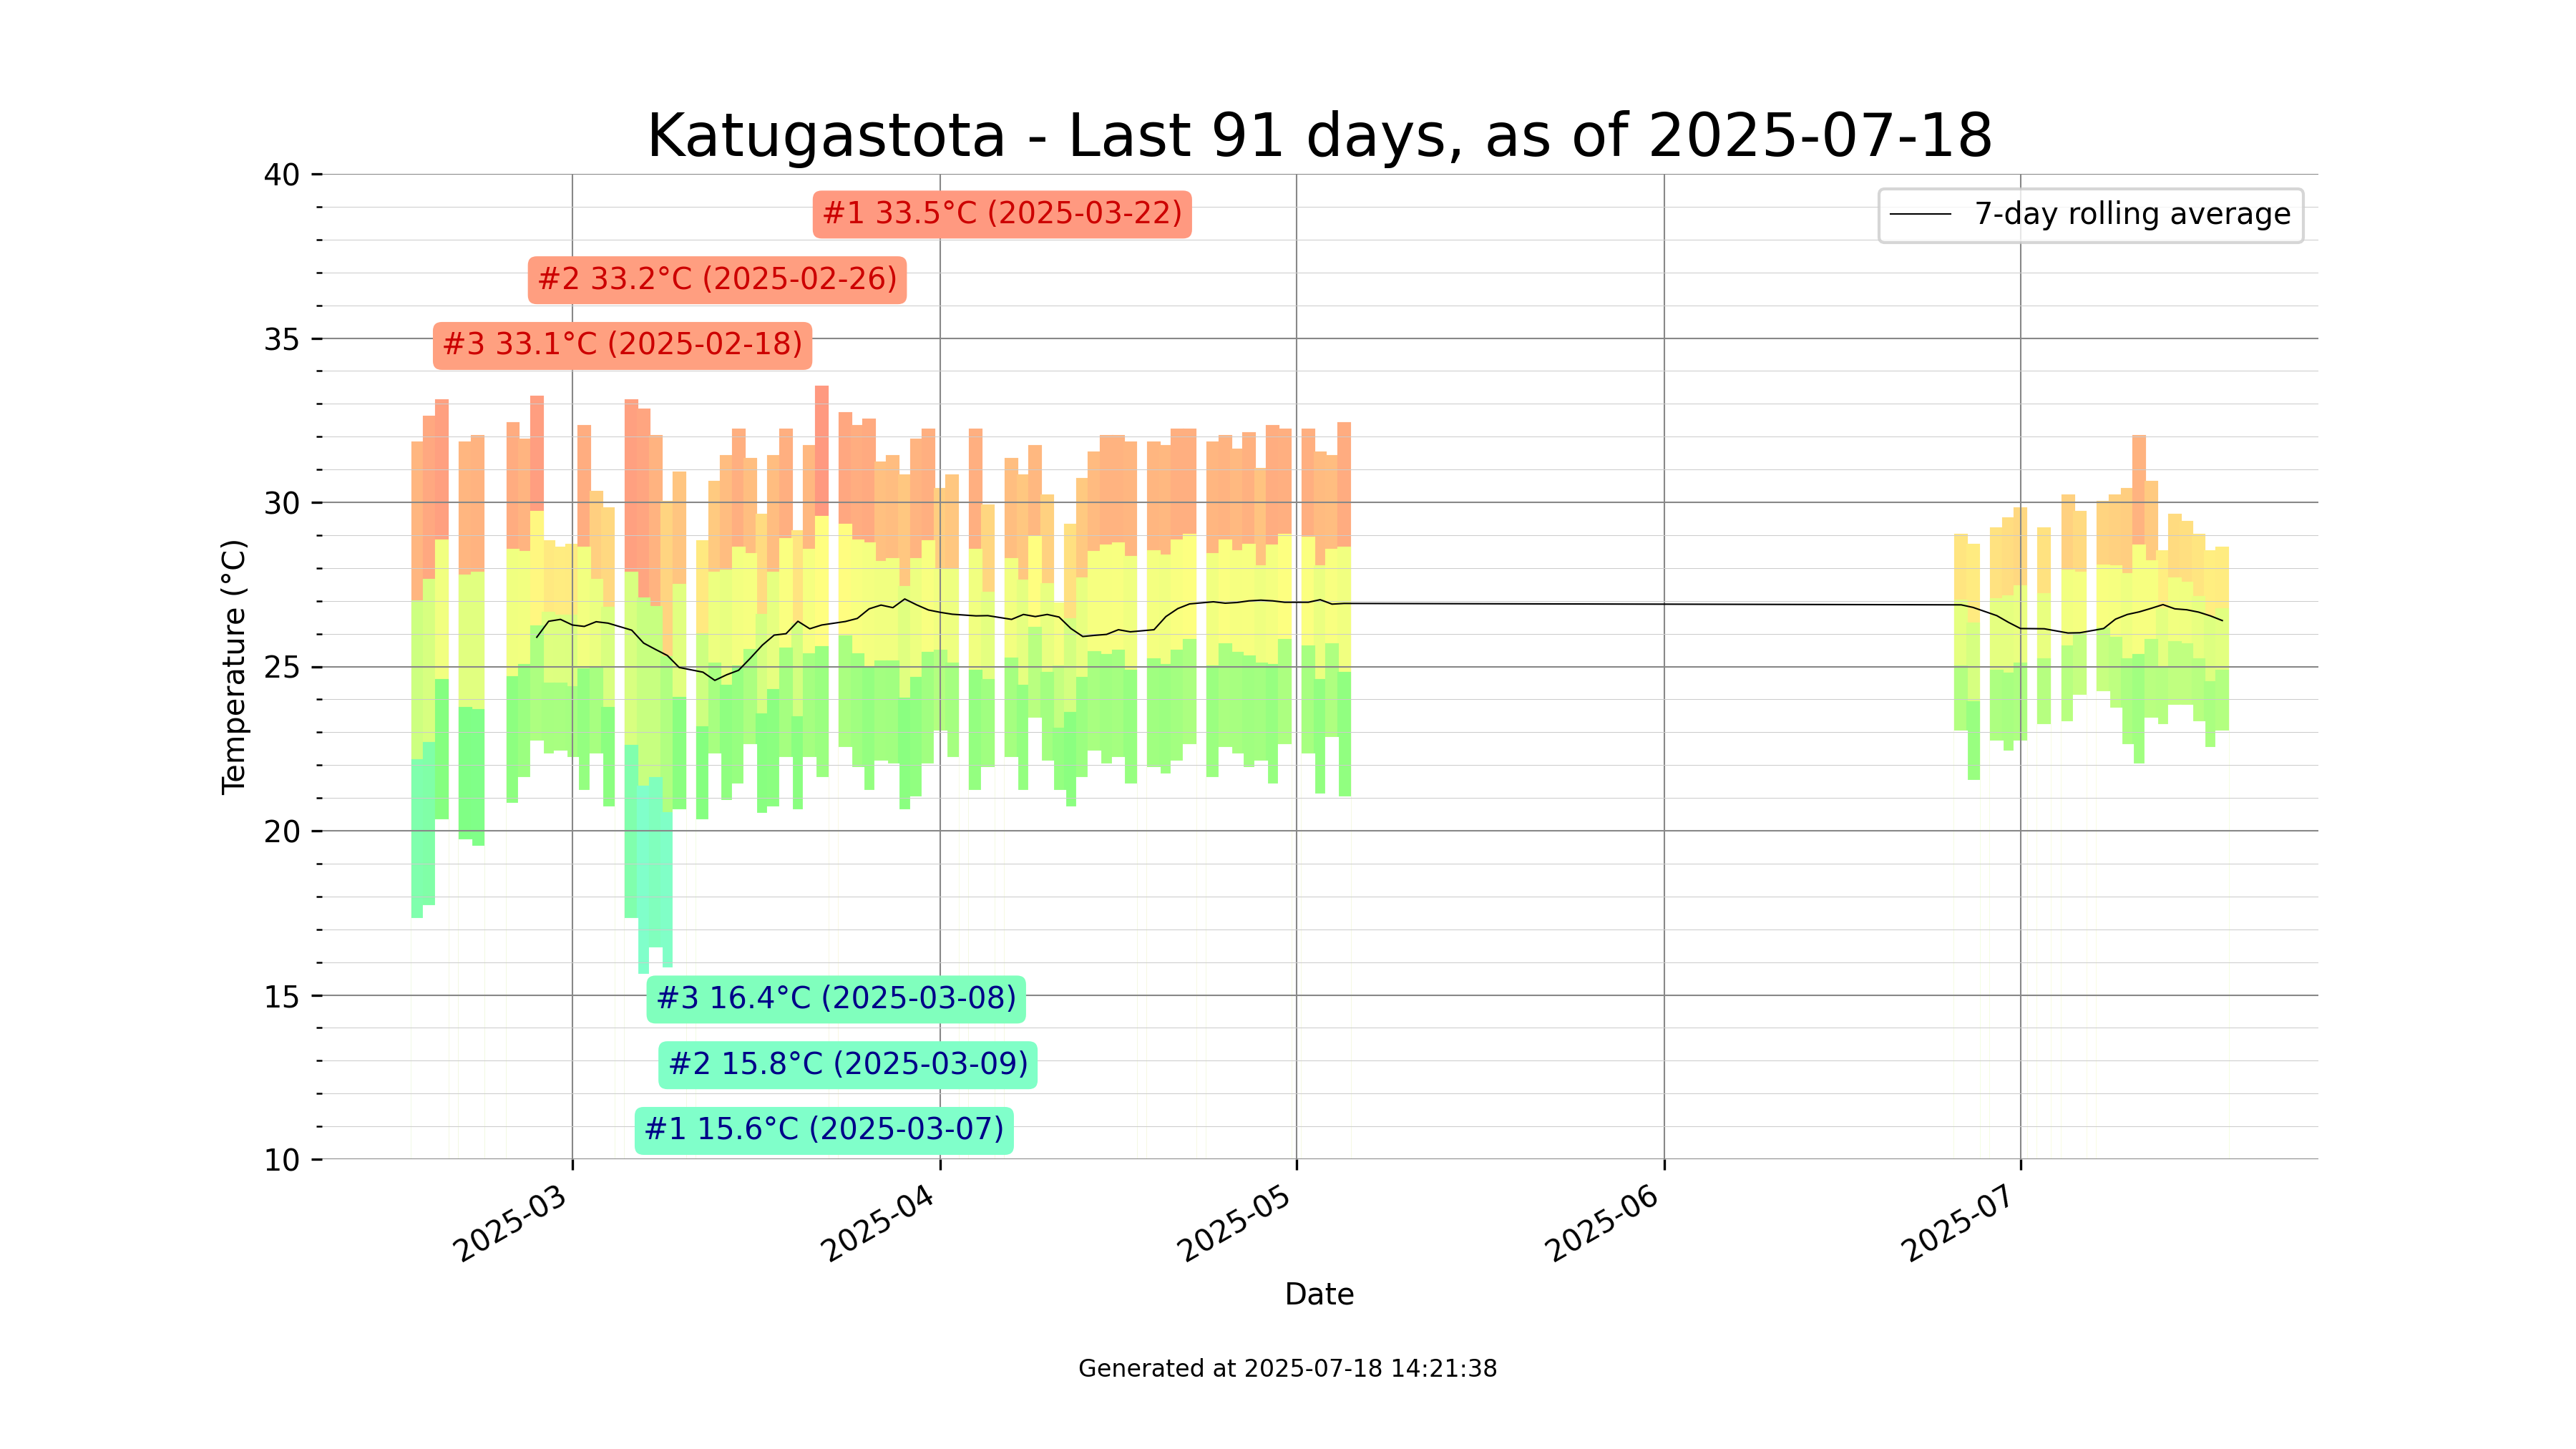 Katugastota - Last 91 days, as of 2025-07-18
40
35
30
25
20
15
10
Temperature (°C)
#1 33.5°C (2025-03-22)
7-day rolling average
#2 33.2°C (2025-02-26)
#3 33.1°C (2025-02-18)
#3 16.4°C (2025-03-08)
#2 15.8°C (2025-03-09)
#1 15.6°C (2025-03-07)
2025-03
2025-04
2025-05
2025-06
2025-07
Date
Generated at 2025-07-18 14:21:38